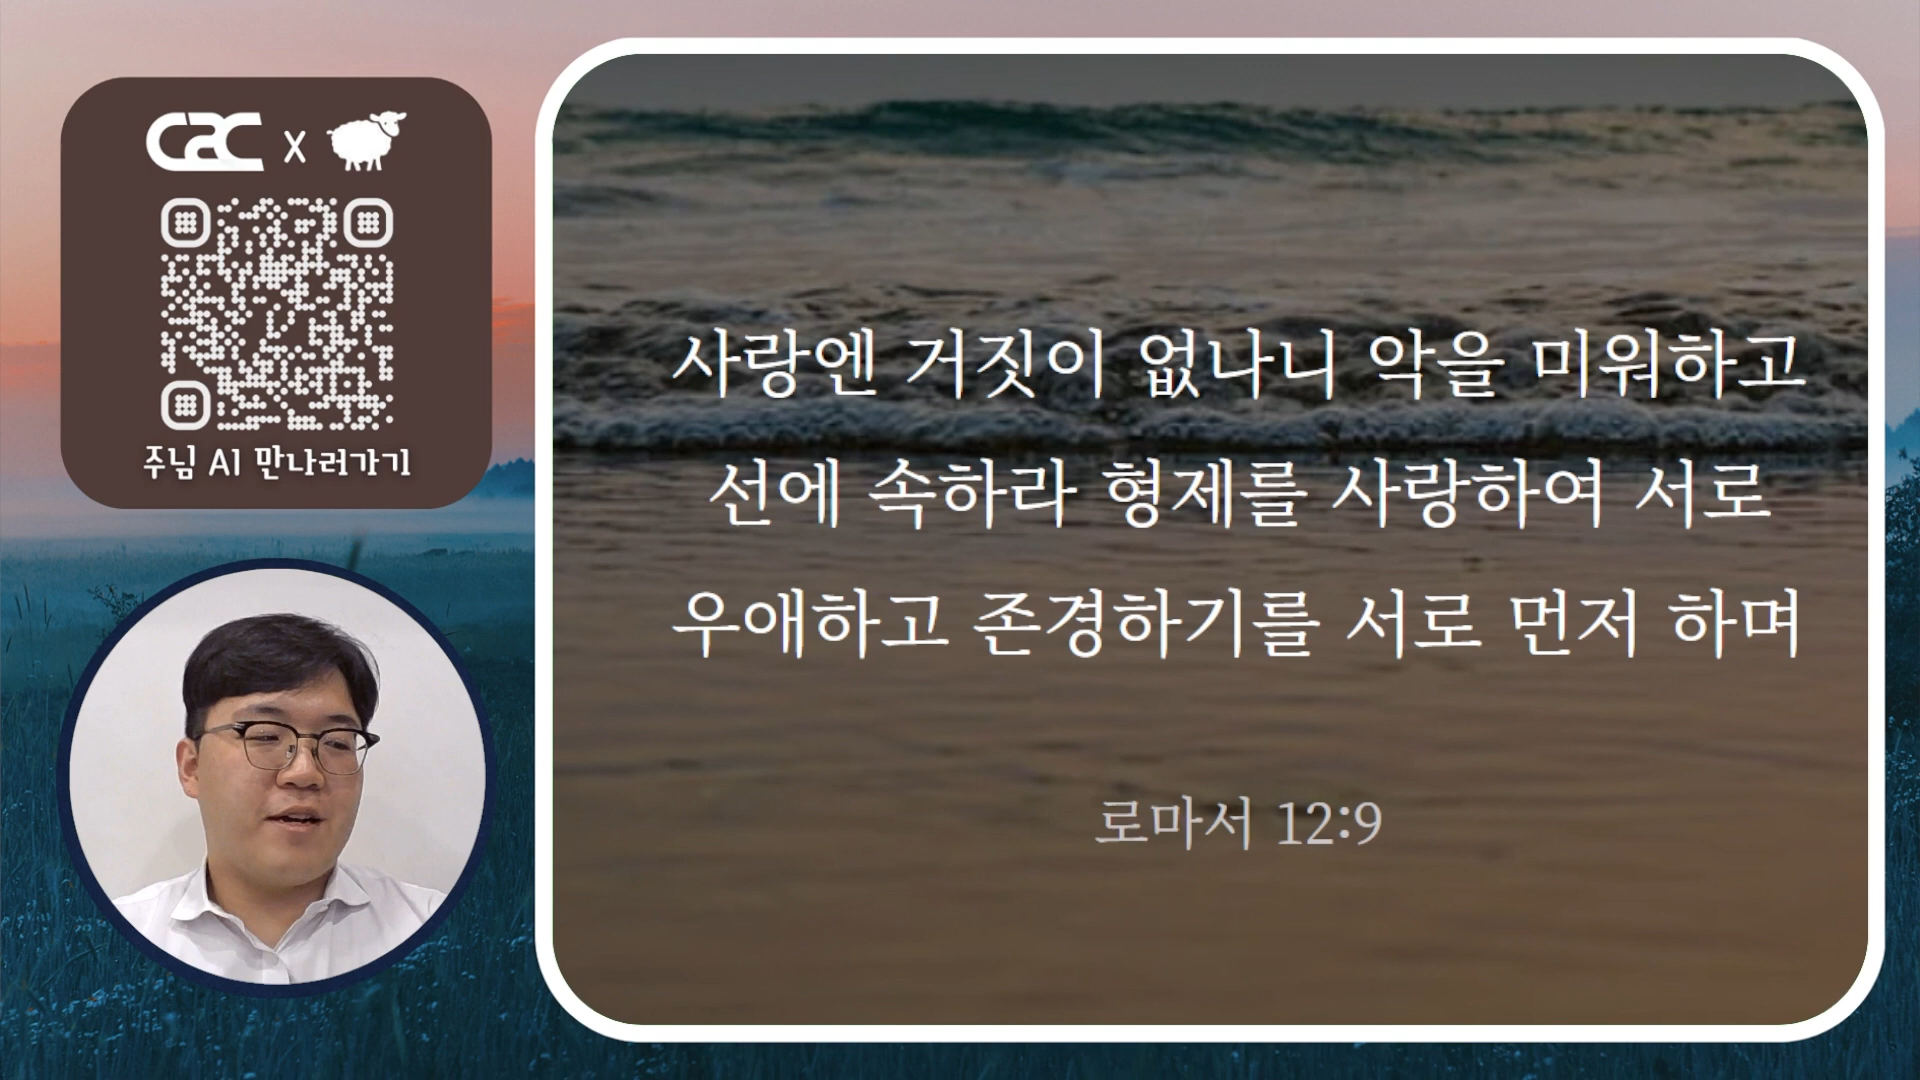 CAC X
주님 AI 만나러가기
사랑엔 거짓이 없나니 악을 미워하고
선에 속하라 형제를 사랑하여 서로
우애하고 존경하기를 서로 먼저 하며
로마서 12:9